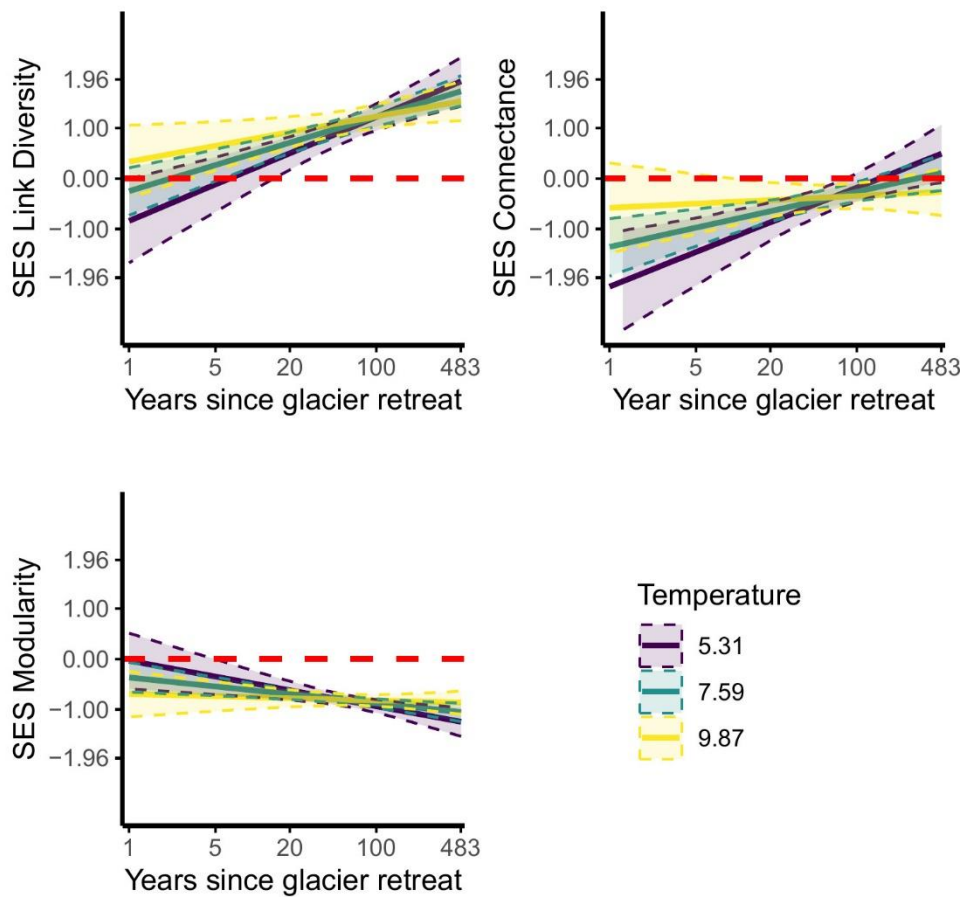 SES Link Diversity
1.96
1.00
0.00
−1.00
−1.96
1 5 20 100 483
Years since glacier retreat
SES Connectance
1.96
1.00
0.00
−1.00
−1.96
1 5 20 100 483
Year since glacier retreat
SES Modularity
1.96
1.00
0.00
−1.00
−1.96
1 5 20 100 483
Years since glacier retreat
Temperature
5.31
7.59
9.87